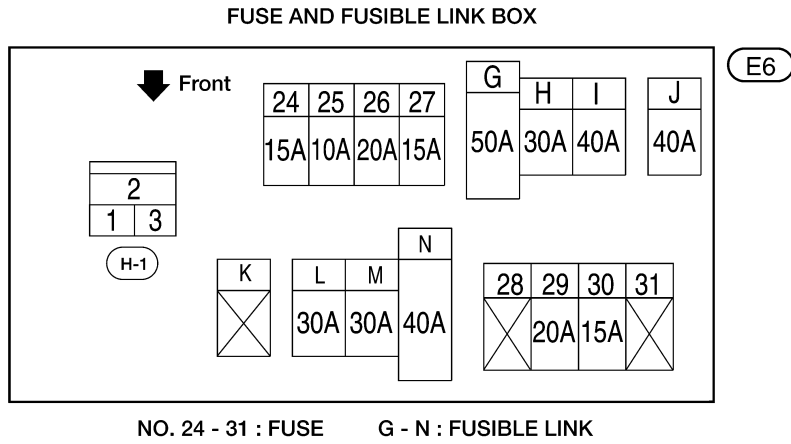 FUSE AND FUSIBLE LINK BOX
E6
Front
24 25 26 27
15A 10A 20A 15A
G
50A
H I
30A 40A
J
40A
2
1 3
H-1
K
L M
30A 30A
N
40A
28 29 30 31
20A 15A
NO. 24 - 31 : FUSE G - N : FUSIBLE LINK